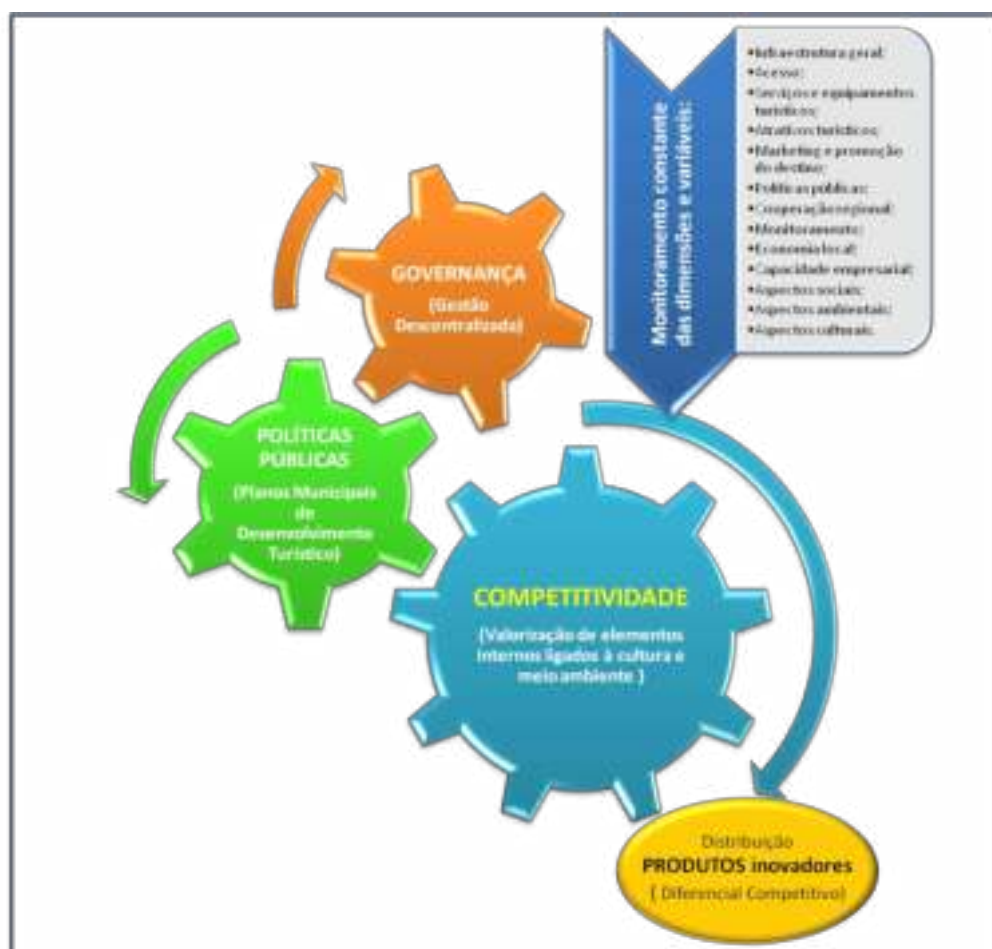 •Infraestrutura geral;
•Acesso;
•Serviços e equipamentos
turísticos;
•Atrativos turísticos;
•Marketing e promoção
do destino;
•Políticas públicas;
•Cooperação regional;
•Monitoramento;
•Economia local;
•Capacidade empresarial;
•Aspectos sociais;
•Aspectos ambientais;
•Aspectos culturais.
Monitoramento constante
das dimensões e variáveis:
GOVERNANÇA
(Gestão
Descentralizada)
POLÍTICAS
PÚBLICAS
(Planos Municipais
de
Desenvolvimento
Turístico)
COMPETITIVIDADE
(Valorização de elementos
internos ligados à cultura e
meio ambiente )
Distribuição
PRODUTOS inovadores
( Diferencial Competitivo)